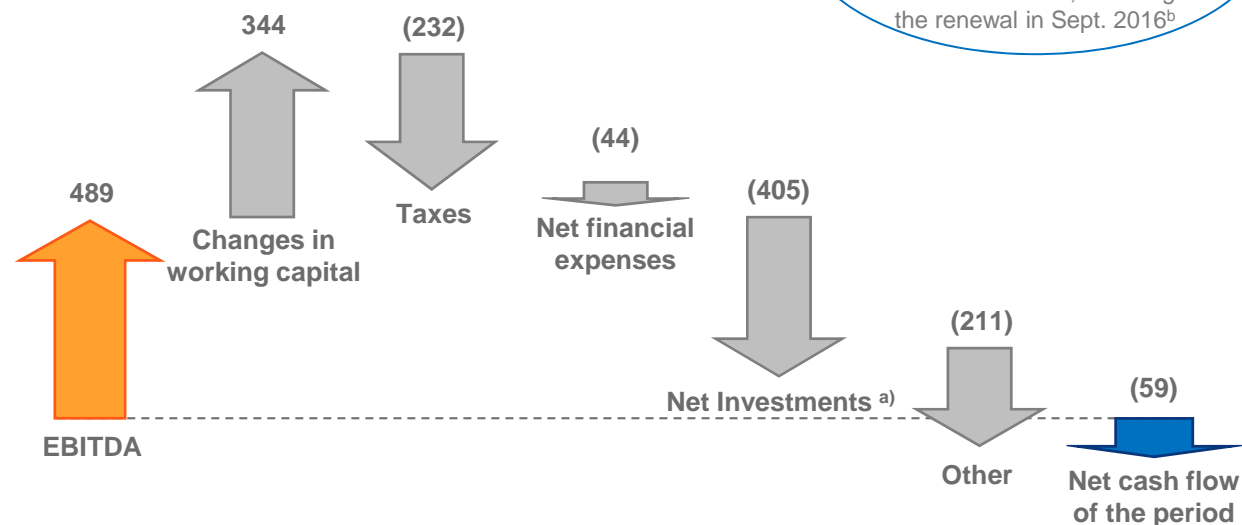 the renewal in Sept. 2016ᵇ
344
(232)
(44)
Taxes
(405)
489
Changes in
working capital
Net financial
expenses
(211)
Net Investments ᵃ⁾
(59)
EBITDA
Other
Net cash flow
of the period